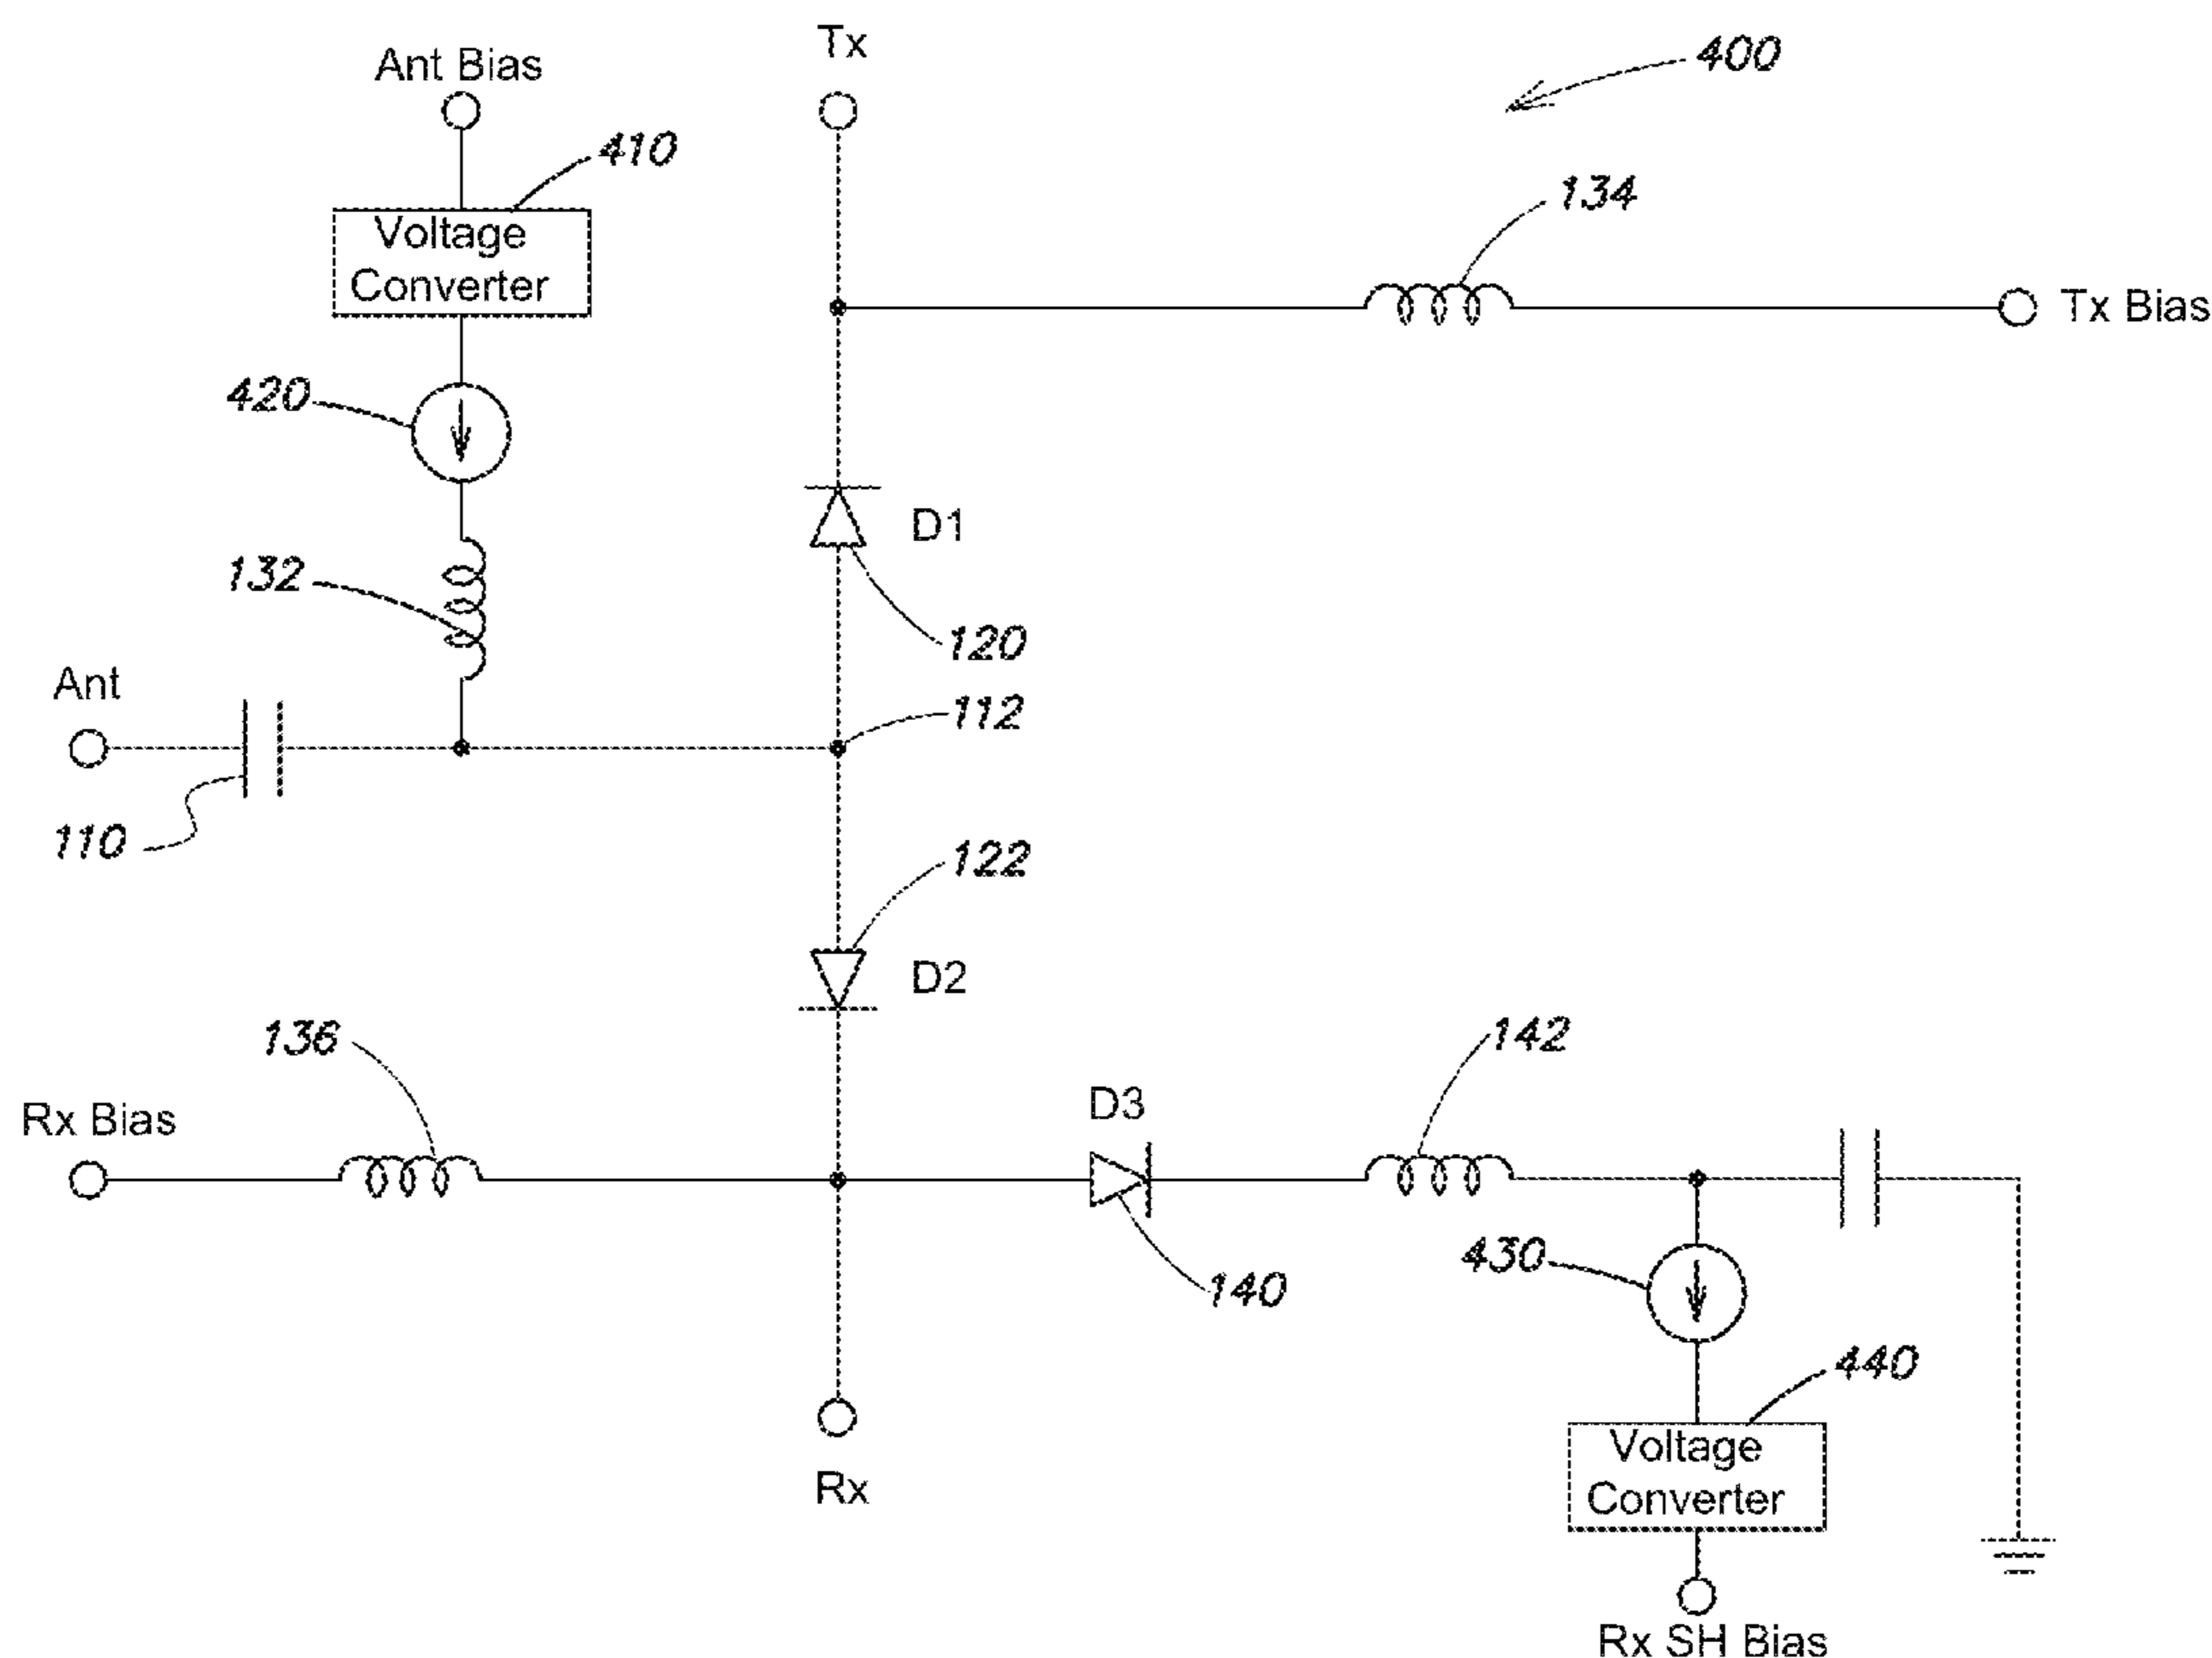 Tx
400
Ant Bias
410
134
Voltage
Converter
Tx Bias
420
D1
132
120
Ant
112
110
122
D2
136
142
D3
Rx Bias
430
140
440
Voltage
Converter
Rx
Rx SH Bias